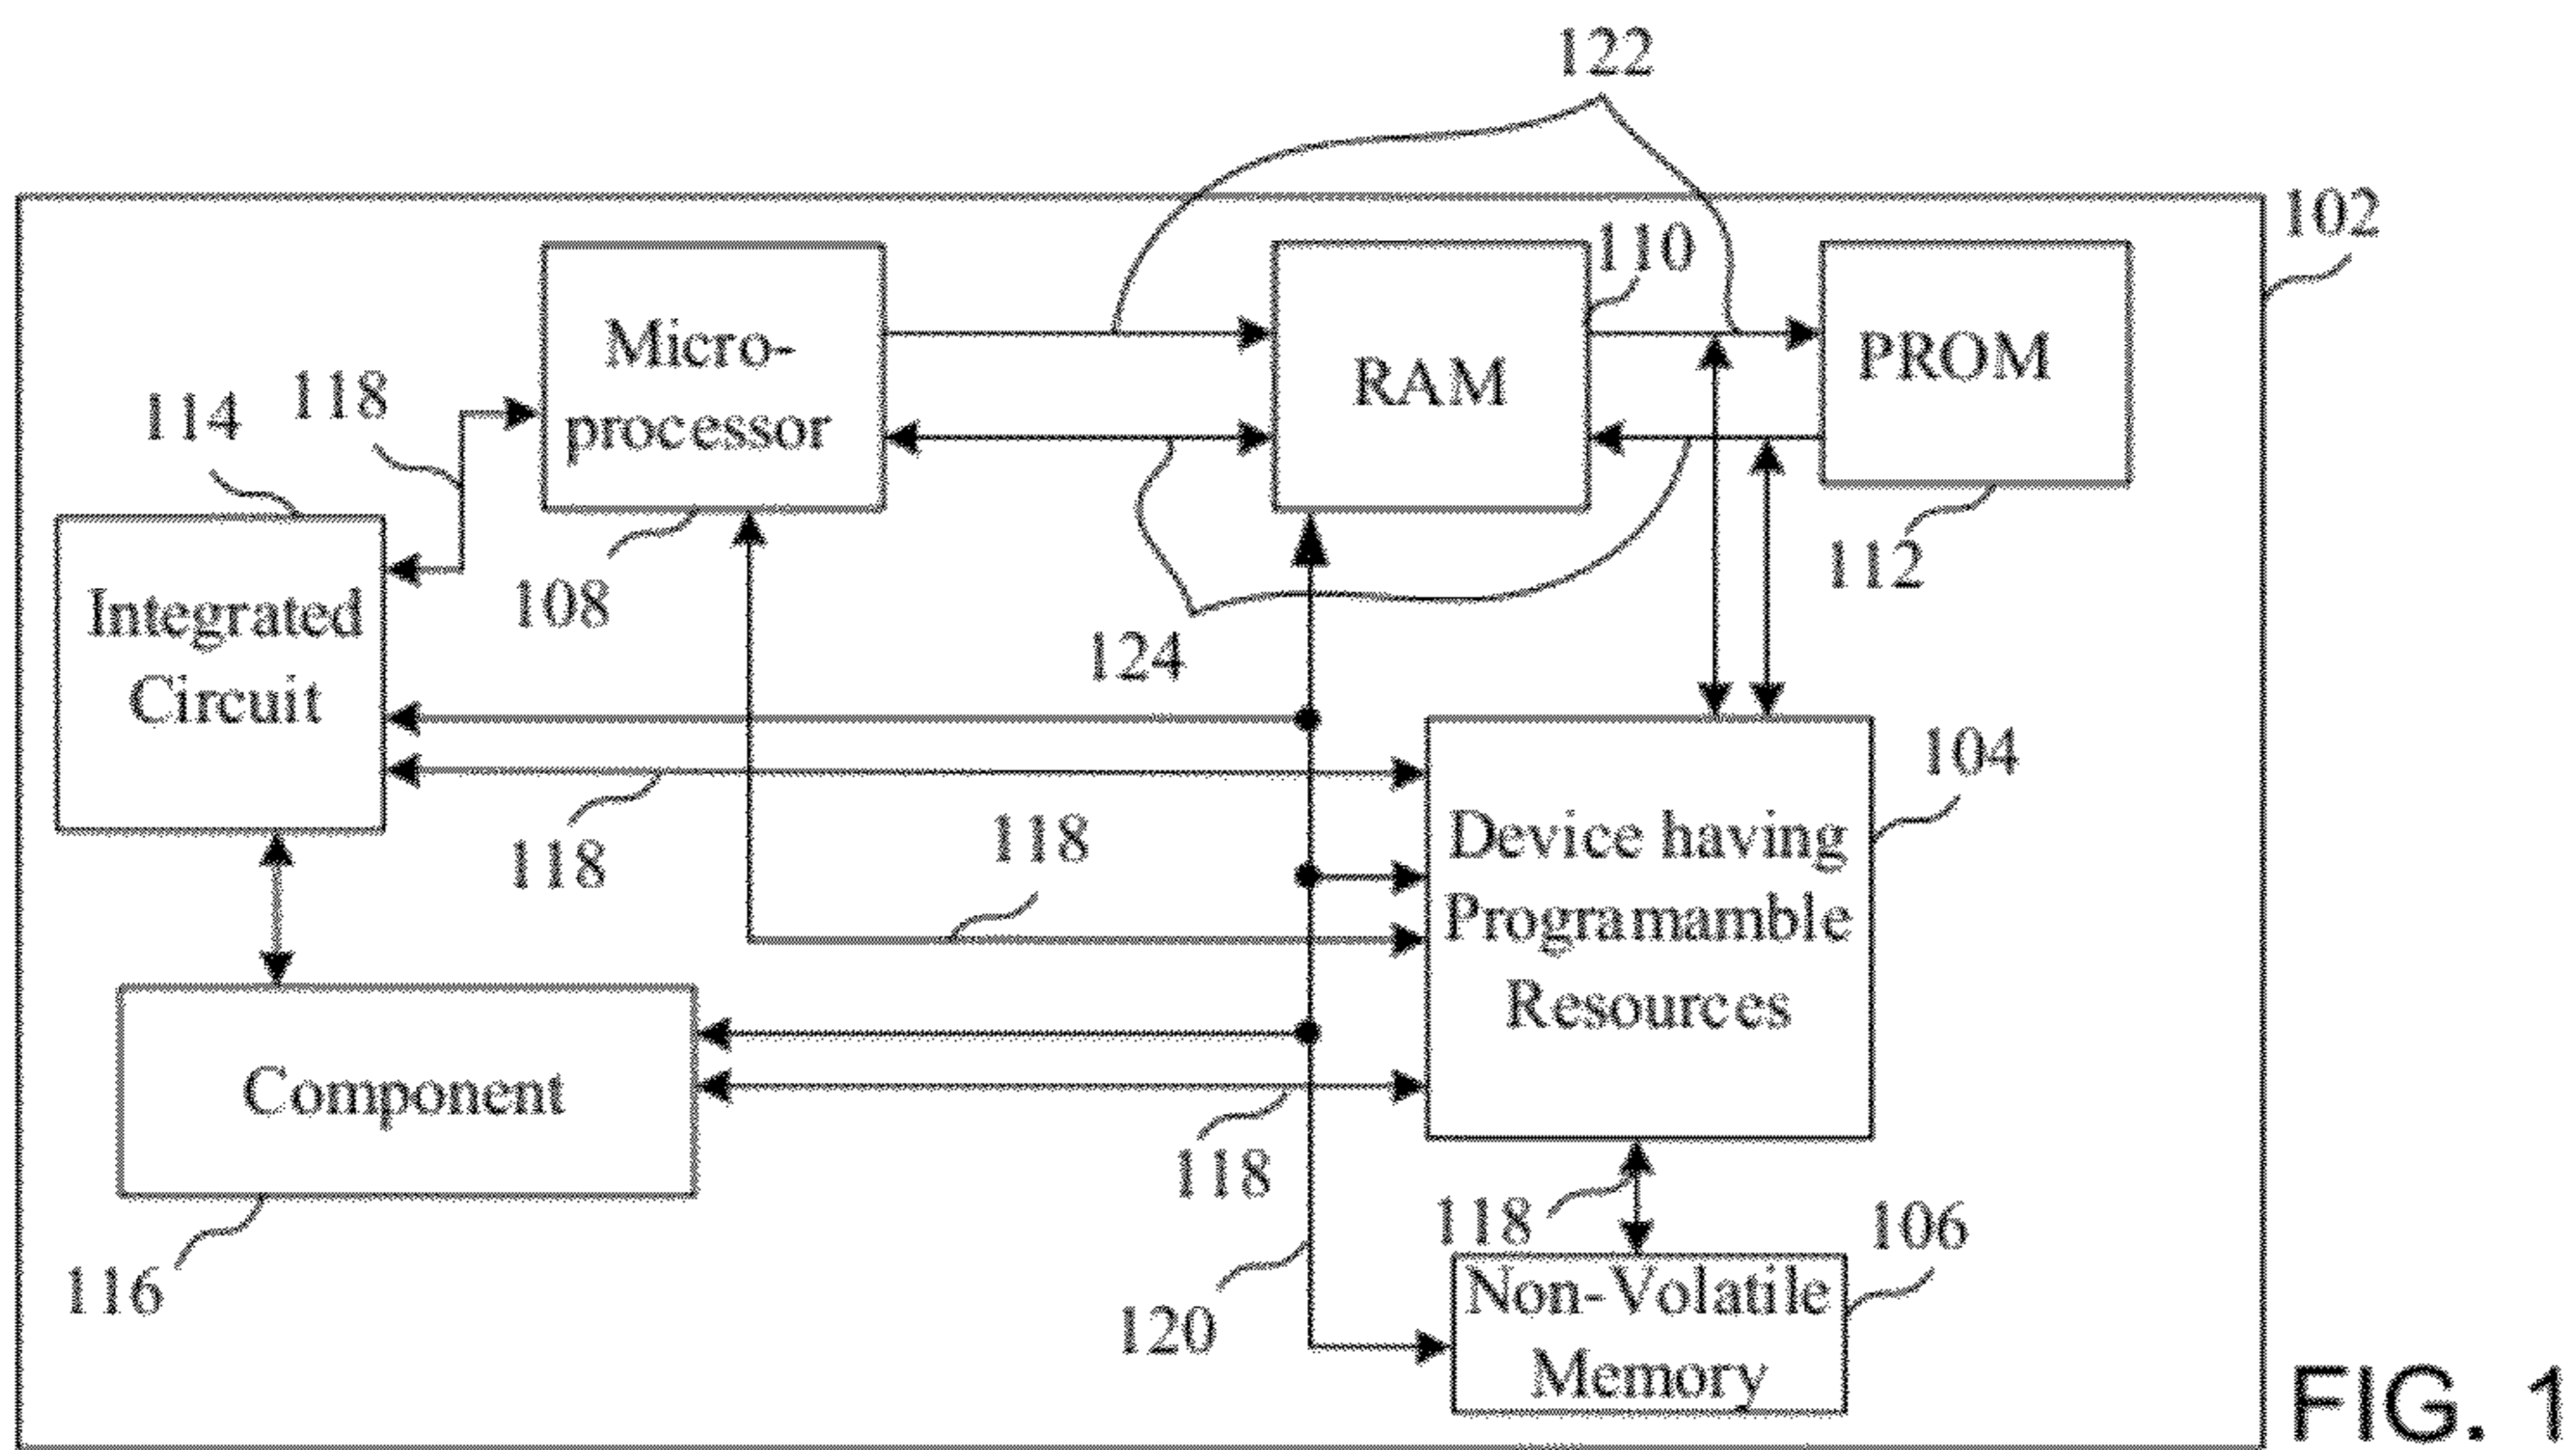 122
102
110
Micro-
processor
RAM
PROM
118
114
108
112
124
Integrated
Circuit
104
118
118
Device having
Programamble
Resources
Component
118
118
106
116
120
Non-Volatile
Memory
FIG. 1